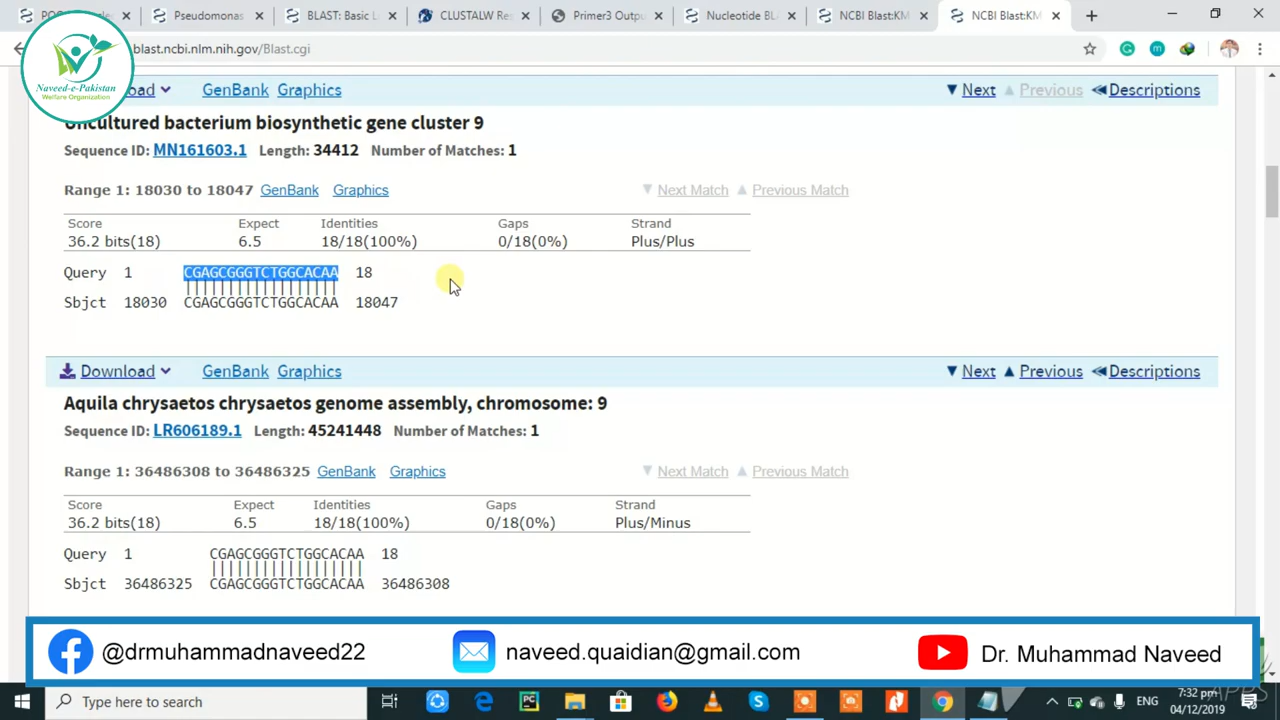 Pseudomonas
BLAST: Basic L
CLUSTALW Res
Primer3 Outpu
Nucleotide BL
NCBI Blast:KM
NCBI Blast:KM
blast.ncbi.nlm.nih.gov/Blast.cgi
Naveed-e-Pakistan
Welfare Organization
GenBank Graphics
Next Previous Descriptions
Uncultured bacterium biosynthetic gene cluster 9
Sequence ID: MN161603.1 Length: 34412 Number of Matches: 1
Range 1: 18030 to 18047 GenBank Graphics
Next Match Previous Match
Score Expect Identities Gaps Strand
36.2 bits(18) 6.5 18/18(100%) 0/18(0%) Plus/Plus
Query 1 CGAGCGGGTCTGGCACAA 18
Sbjct 18030 CGAGCGGGTCTGGCACAA 18047
Download GenBank Graphics
Next Previous Descriptions
Aquila chrysaetos chrysaetos genome assembly, chromosome: 9
Sequence ID: LR606189.1 Length: 45241448 Number of Matches: 1
Range 1: 36486308 to 36486325 GenBank Graphics
Next Match Previous Match
Score Expect Identities Gaps Strand
36.2 bits(18) 6.5 18/18(100%) 0/18(0%) Plus/Minus
Query 1 CGAGCGGGTCTGGCACAA 18
Sbjct 36486325 CGAGCGGGTCTGGCACAA 36486308
@drmuhammadnaveed22
naveed.quaidian@gmail.com
Dr. Muhammad Naveed
Type here to search
ENG
7:32 pm
04/12/2019
APPS